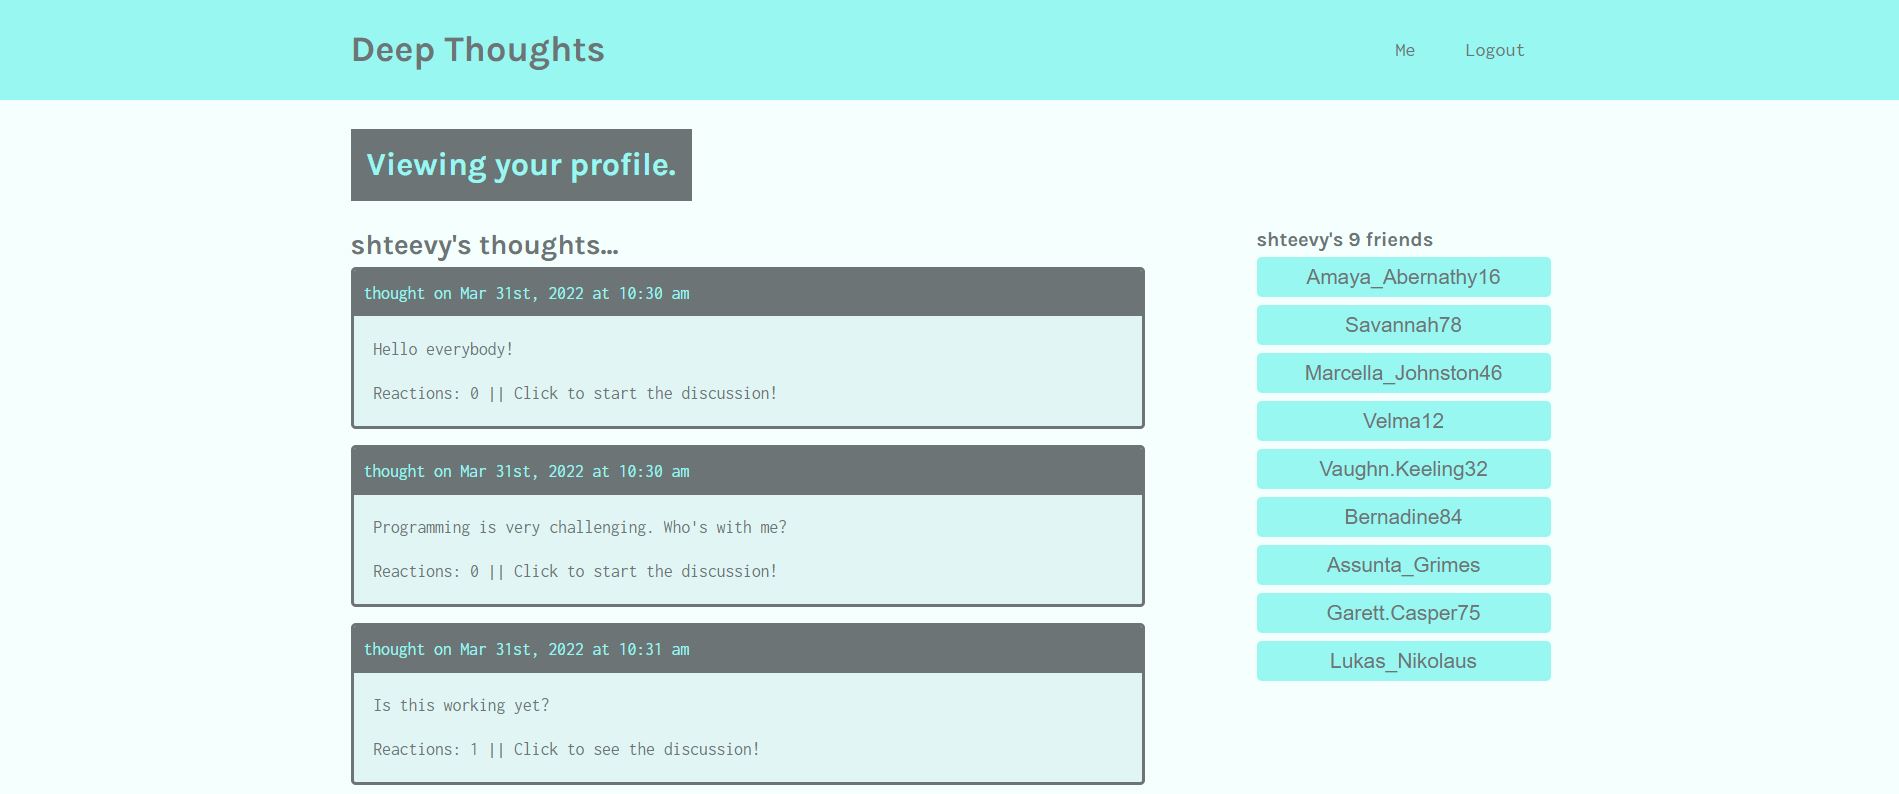 Deep Thoughts
Me
Logout
Viewing your profile.
shteevy's thoughts...
thought on Mar 31st, 2022 at 10:30 am
Hello everybody!
Reactions: 0 || Click to start the discussion!
thought on Mar 31st, 2022 at 10:30 am
Programming is very challenging. Who's with me?
Reactions: 0 || Click to start the discussion!
thought on Mar 31st, 2022 at 10:31 am
Is this working yet?
Reactions: 1 || Click to see the discussion!
shteevy's 9 friends
Amaya_Abernathy16
Savannah78
Marcella_Johnston46
Velma12
Vaughn.Keeling32
Bernadine84
Assunta_Grimes
Garett.Casper75
Lukas_Nikolaus